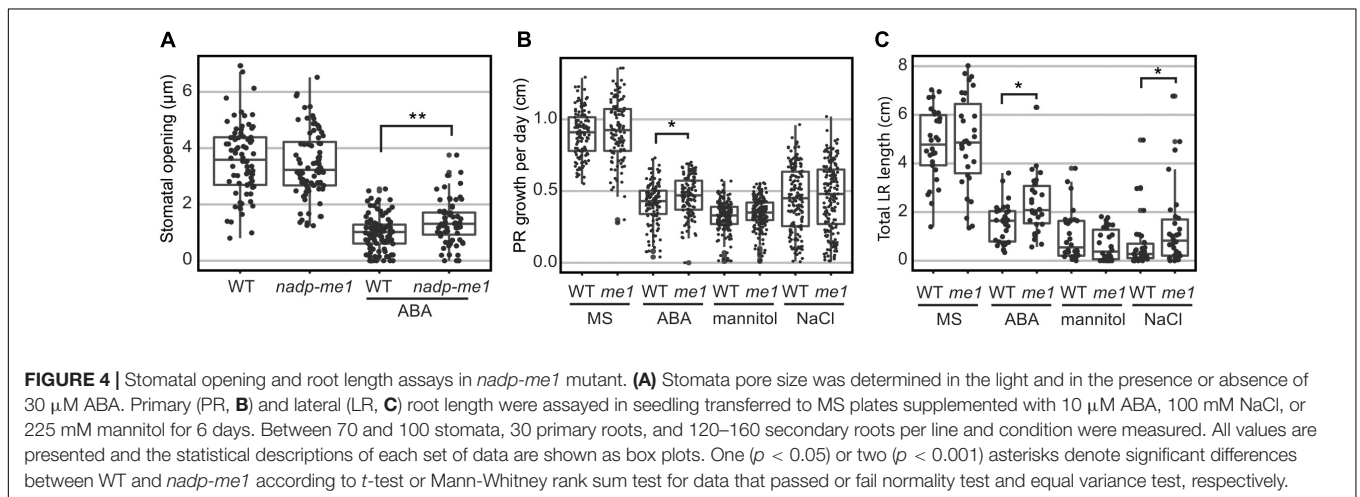 A
B
C
Stomatal opening (µm)
6
4
2
0
WT
nadp-me1
WT
nadp-me1
ABA
**
PR growth per day (cm)
1.0
0.5
0.0
*
WT me1 WT me1 WT me1 WT me1
MS ABA mannitol NaCl
Total LR length (cm)
8
6
4
2
0
*
*
WT me1 WT me1 WT me1 WT me1
MS ABA mannitol NaCl
FIGURE 4 | Stomatal opening and root length assays in nadp-me1 mutant. (A) Stomata pore size was determined in the light and in the presence or absence of
30 µM ABA. Primary (PR, B) and lateral (LR, C) root length were assayed in seedling transferred to MS plates supplemented with 10 µM ABA, 100 mM NaCl, or
225 mM mannitol for 6 days. Between 70 and 100 stomata, 30 primary roots, and 120–160 secondary roots per line and condition were measured. All values are
presented and the statistical descriptions of each set of data are shown as box plots. One (p < 0.05) or two (p < 0.001) asterisks denote significant differences
between WT and nadp-me1 according to t-test or Mann-Whitney rank sum test for data that passed or fail normality test and equal variance test, respectively.